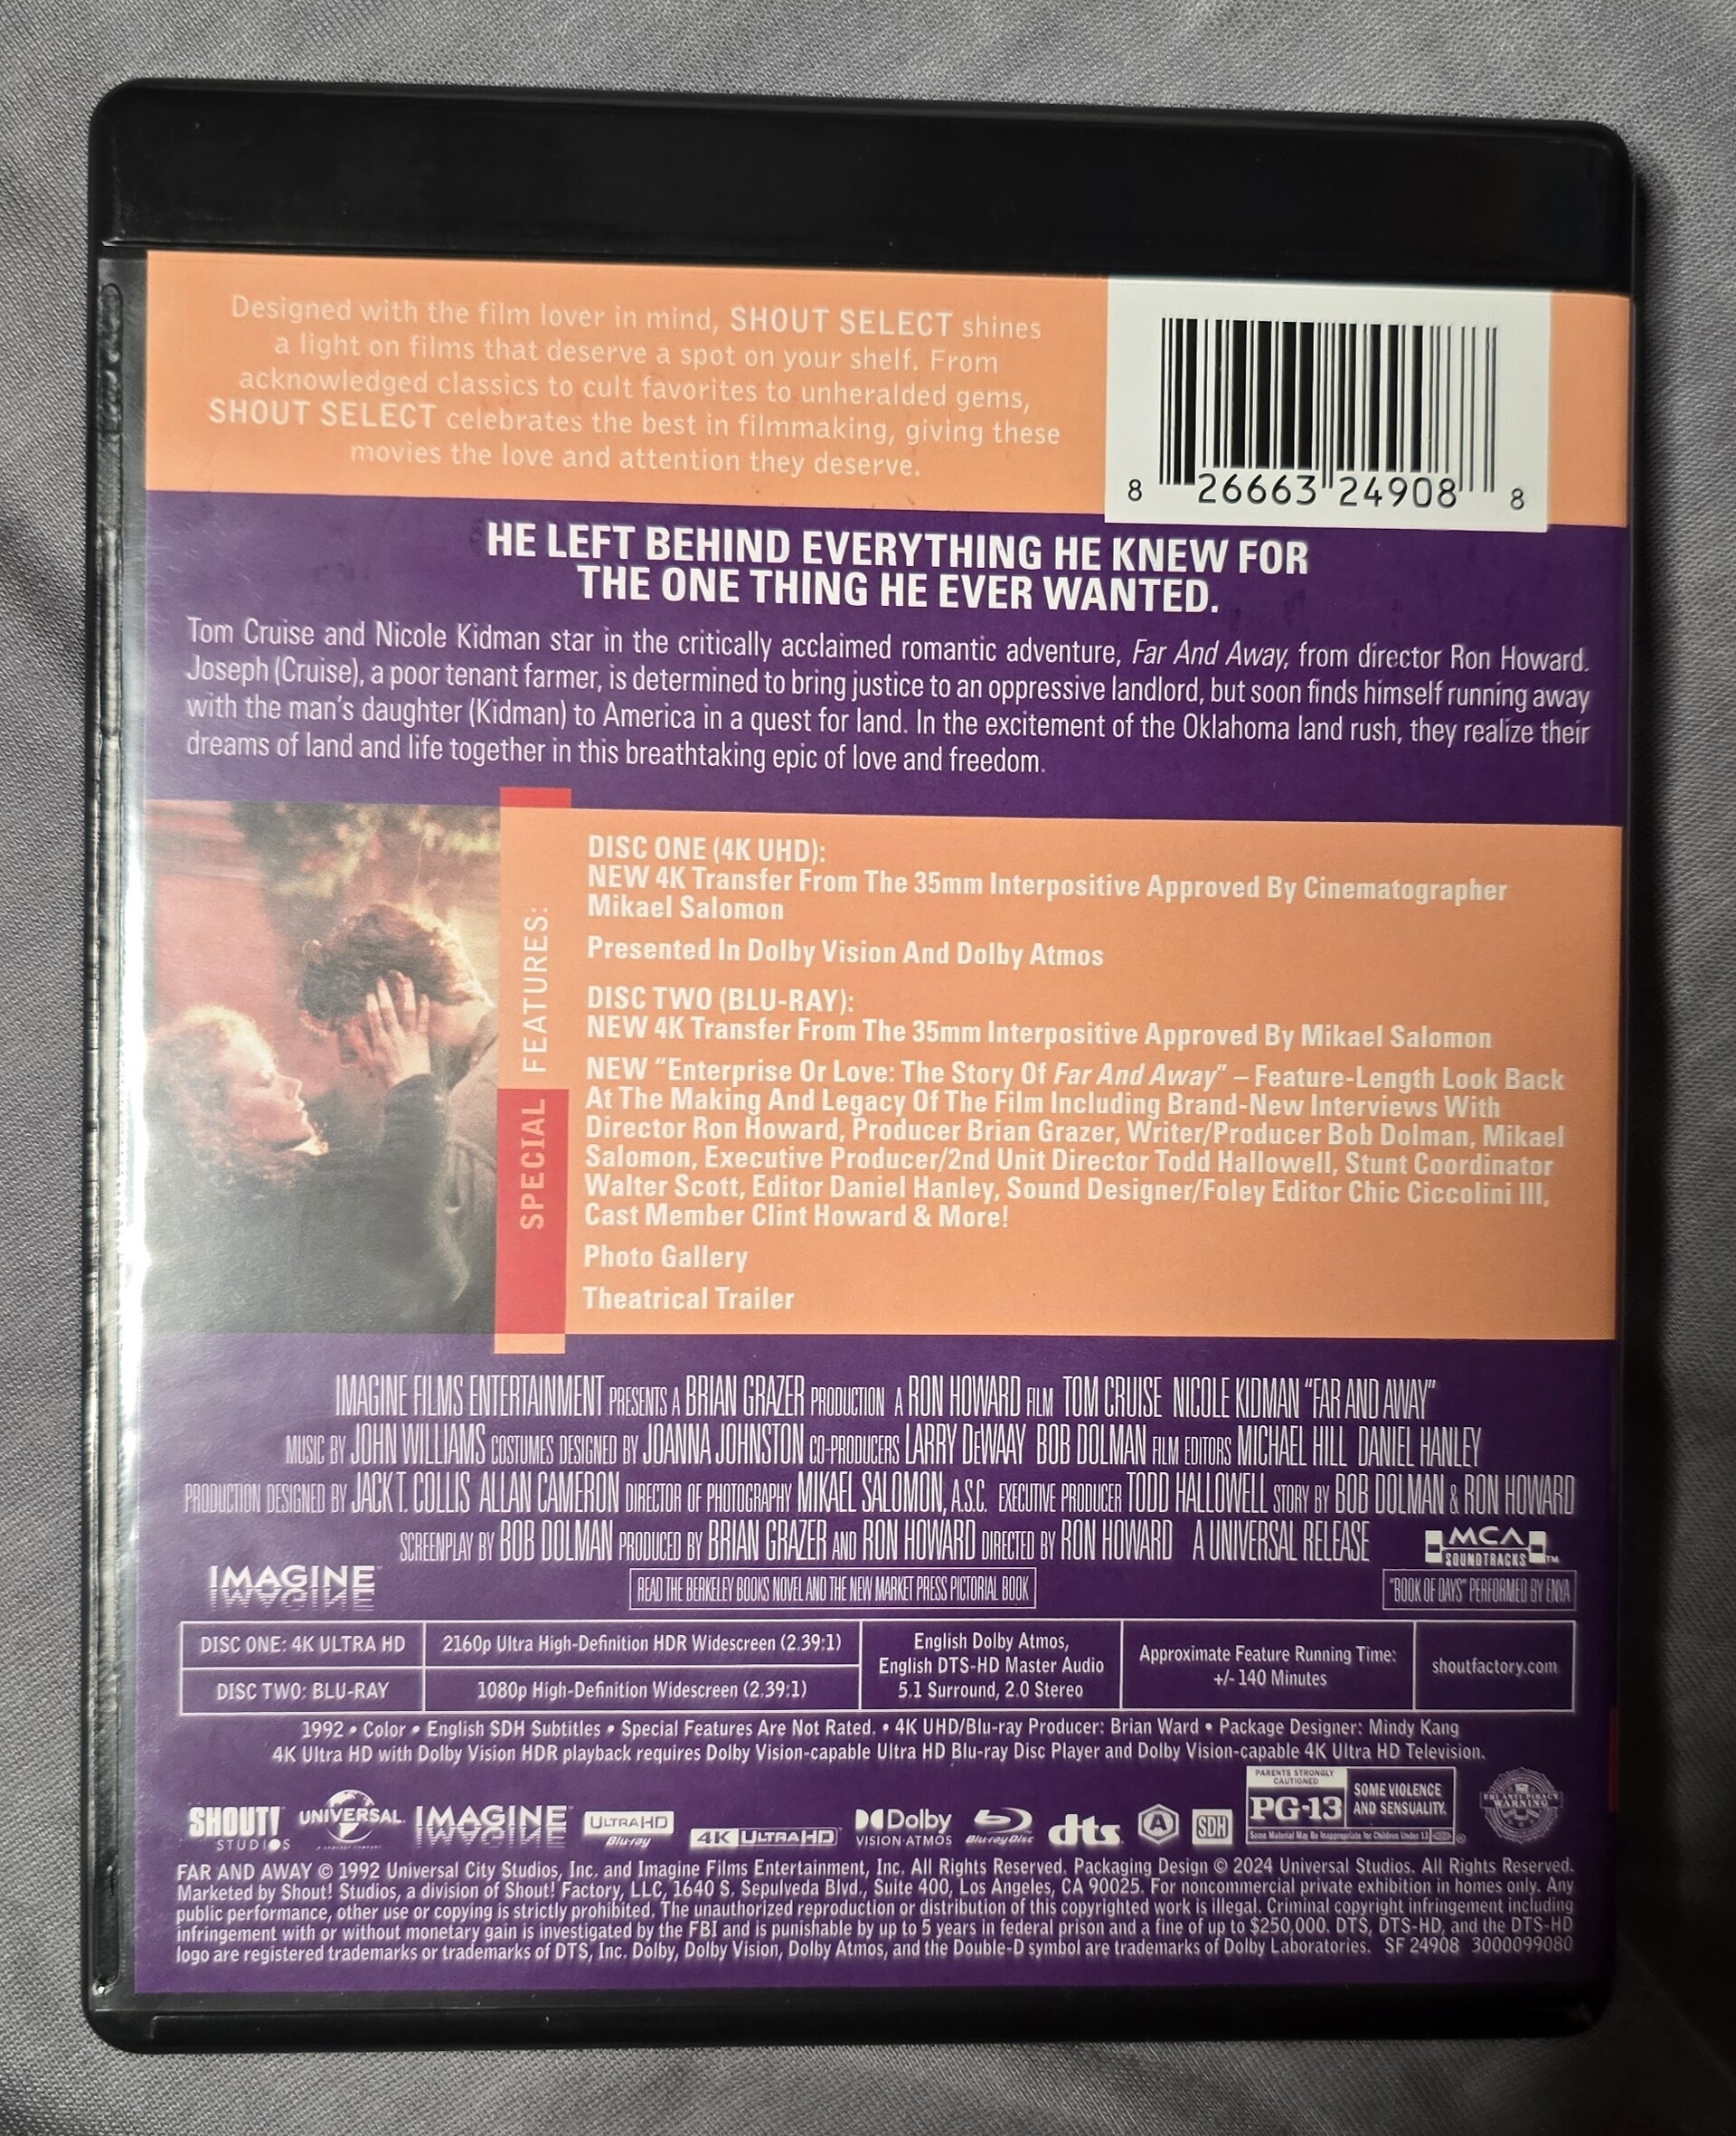 Designed with the film lover in mind, SHOUT SELECT shines
a light on films that deserve a spot on your shelf. From
acknowledged classics to cult favorites to unheralded gems,
SHOUT SELECT celebrates the best in filmmaking, giving these
movies the love and attention they deserve.
8 26663 24908 8
HE LEFT BEHIND EVERYTHING HE KNEW FOR
THE ONE THING HE EVER WANTED.
Tom Cruise and Nicole Kidman star in the critically acclaimed romantic adventure, Far And Away, from director Ron Howard.
Joseph (Cruise), a poor tenant farmer, is determined to bring justice to an oppressive landlord, but soon finds himself running away
with the man's daughter (Kidman) to America in a quest for land. In the excitement of the Oklahoma land rush, they realize their
dreams of land and life together in this breathtaking epic of love and freedom.
SPECIAL FEATURES:
DISC ONE (4K UHD):
NEW 4K Transfer From The 35mm Interpositive Approved By Cinematographer
Mikael Salomon
Presented In Dolby Vision And Dolby Atmos
DISC TWO (BLU-RAY):
NEW 4K Transfer From The 35mm Interpositive Approved By Mikael Salomon
NEW "Enterprise Or Love: The Story Of Far And Away" – Feature-Length Look Back
At The Making And Legacy Of The Film Including Brand-New Interviews With
Director Ron Howard, Producer Brian Grazer, Writer/Producer Bob Dolman, Mikael
Salomon, Executive Producer/2nd Unit Director Todd Hallowell, Stunt Coordinator
Walter Scott, Editor Daniel Hanley, Sound Designer/Foley Editor Chic Ciccolini III,
Cast Member Clint Howard & More!
Photo Gallery
Theatrical Trailer
IMAGINE FILMS ENTERTAINMENT PRESENTS A BRIAN GRAZER PRODUCTION A RON HOWARD FILM TOM CRUISE NICOLE KIDMAN "FAR AND AWAY"
MUSIC BY JOHN WILLIAMS COSTUMES DESIGNED BY JOANNA JOHNSTON CO-PRODUCERS LARRY DeWAAY BOB DOLMAN FILM EDITORS MICHAEL HILL DANIEL HANLEY
PRODUCTION DESIGNED BY JACK T. COLLIS ALLAN CAMERON DIRECTOR OF PHOTOGRAPHY MIKAEL SALOMON, A.S.C. EXECUTIVE PRODUCER TODD HALLOWELL STORY BY BOB DOLMAN & RON HOWARD
SCREENPLAY BY BOB DOLMAN PRODUCED BY BRIAN GRAZER AND RON HOWARD DIRECTED BY RON HOWARD A UNIVERSAL RELEASE
MCA
SOUNDTRACKS™
IMAGINE
READ THE BERKELEY BOOKS NOVEL AND THE NEW MARKET PRESS PICTORIAL BOOK
"BOOK OF DAYS" PERFORMED BY ENYA
DISC ONE: 4K ULTRA HD
2160p Ultra High-Definition HDR Widescreen (2.39:1)
DISC TWO: BLU-RAY
1080p High-Definition Widescreen (2.39:1)
English Dolby Atmos,
English DTS-HD Master Audio
5.1 Surround, 2.0 Stereo
Approximate Feature Running Time:
+/- 140 Minutes
shoutfactory.com
1992 • Color • English SDH Subtitles • Special Features Are Not Rated. • 4K UHD/Blu-ray Producer: Brian Ward • Package Designer: Mindy Kang
4K Ultra HD with Dolby Vision HDR playback requires Dolby Vision-capable Ultra HD Blu-ray Disc Player and Dolby Vision-capable 4K Ultra HD Television.
SHOUT!
STUDIOS
UNIVERSAL
IMAGINE
ULTRA HD
Blu-ray
4K ULTRA HD
Dolby
VISION·ATMOS
Blu-ray Disc
dts
A
SDH
PARENTS STRONGLY
CAUTIONED
PG-13
SOME VIOLENCE
AND SENSUALITY.
Some Material May Be Inappropriate for Children Under 13
FBI ANTI-PIRACY
WARNING
FAR AND AWAY © 1992 Universal City Studios, Inc. and Imagine Films Entertainment, Inc. All Rights Reserved. Packaging Design © 2024 Universal Studios. All Rights Reserved.
Marketed by Shout! Studios, a division of Shout! Factory, LLC, 1640 S. Sepulveda Blvd., Suite 400, Los Angeles, CA 90025. For noncommercial private exhibition in homes only. Any
public performance, other use or copying is strictly prohibited. The unauthorized reproduction or distribution of this copyrighted work is illegal. Criminal copyright infringement including
infringement with or without monetary gain is investigated by the FBI and is punishable by up to 5 years in federal prison and a fine of up to $250,000. DTS, DTS-HD, and the DTS-HD
logo are registered trademarks or trademarks of DTS, Inc. Dolby, Dolby Vision, Dolby Atmos, and the Double-D symbol are trademarks of Dolby Laboratories. SF 24908 3000099080